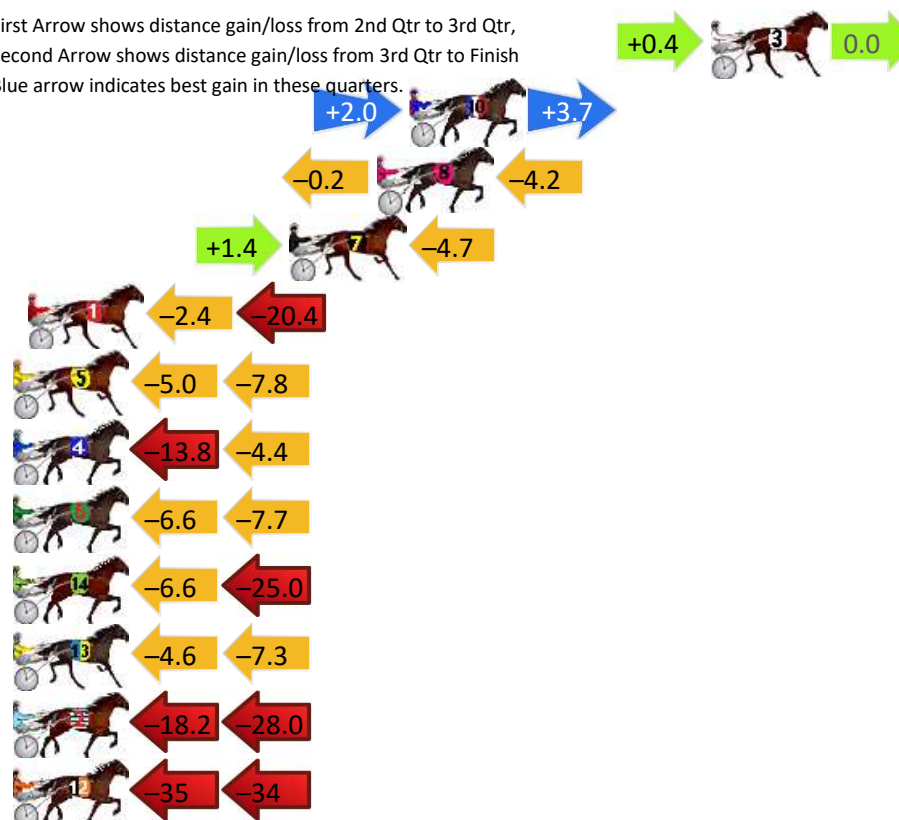 irst Arrow shows distance gain/loss from 2nd Qtr to 3rd Qtr,
econd Arrow shows distance gain/loss from 3rd Qtr to Finish
lue arrow indicates best gain in these quarters.
+0.4 3 0.0
+2.0 10 +3.7
–0.2 8 –4.2
+1.4 7 –4.7
1 –2.4 –20.4
5 –5.0 –7.8
4 –13.8 –4.4
6 –6.6 –7.7
14 –6.6 –25.0
13 –4.6 –7.3
2 –18.2 –28.0
12 –35 –34